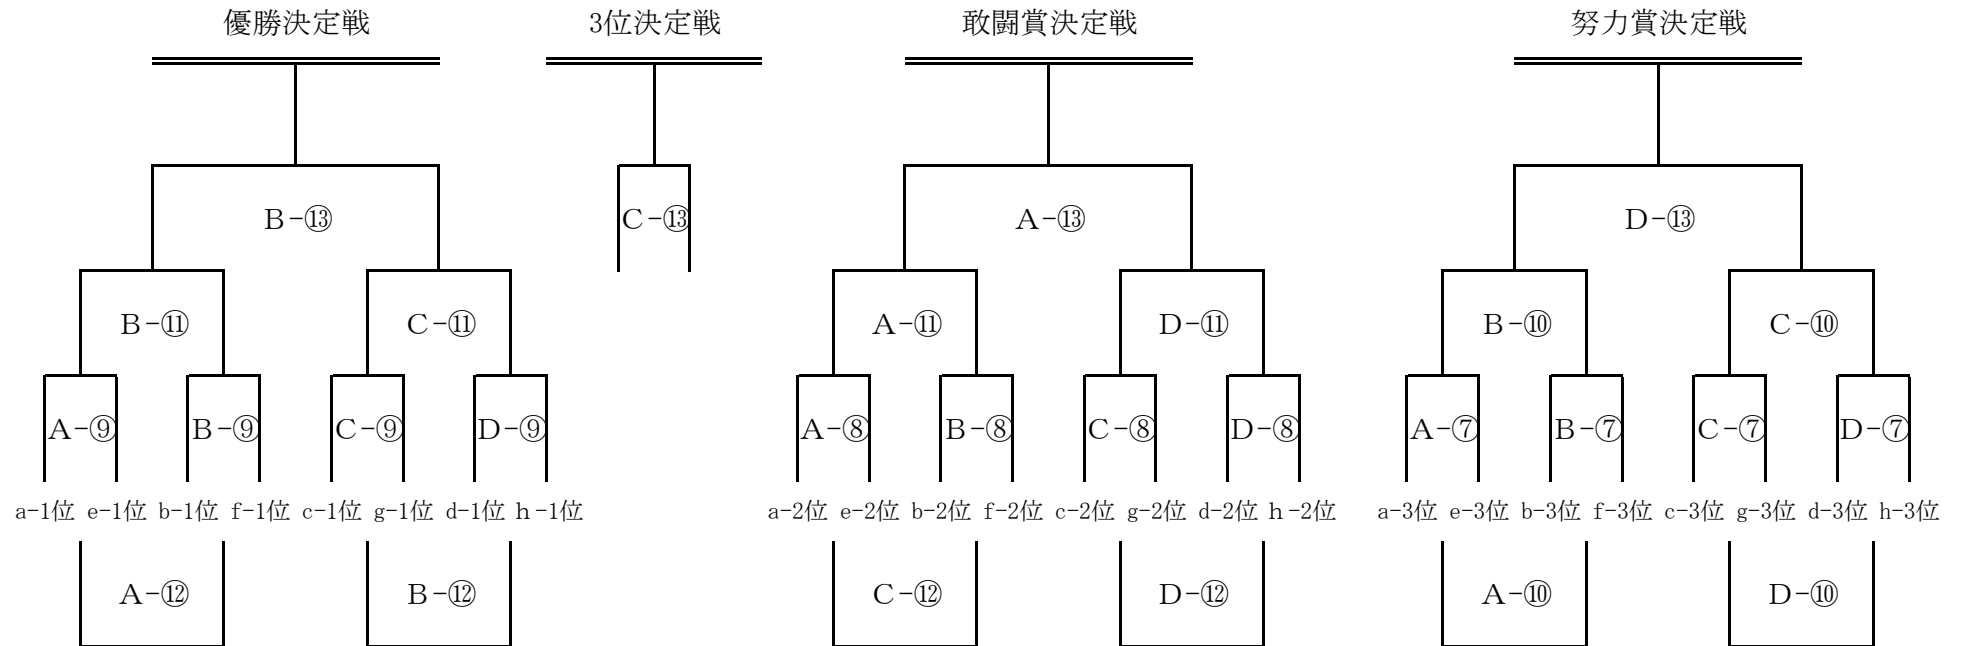 優勝決定戦 3位決定戦 敢闘賞決定戦 努力賞決定戦
B-⑬ C-⑬ A-⑬ D-⑬
B-⑪ C-⑪ A-⑪ D-⑪ B-⑩ C-⑩
A-⑨ B-⑨ C-⑨ D-⑨ A-⑧ B-⑧ C-⑧ D-⑧ A-⑦ B-⑦ C-⑦ D-⑦
a-1位 e-1位 b-1位 f-1位 c-1位 g-1位 d-1位 h-1位 a-2位 e-2位 b-2位 f-2位 c-2位 g-2位 d-2位 h-2位 a-3位 e-3位 b-3位 f-3位 c-3位 g-3位 d-3位 h-3位
A-⑫ B-⑫ C-⑫ D-⑫ A-⑩ D-⑩